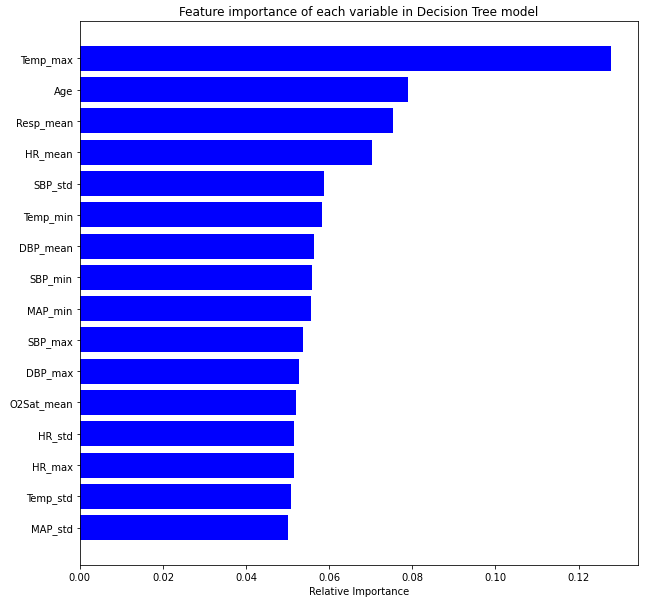 Feature importance of each variable in Decision Tree model
Temp_max
Age
Resp_mean
HR_mean
SBP_std
Temp_min
DBP_mean
SBP_min
MAP_min
SBP_max
DBP_max
O2Sat_mean
HR_std
HR_max
Temp_std
MAP_std
0.00 0.02 0.04 0.06 0.08 0.10 0.12
Relative Importance